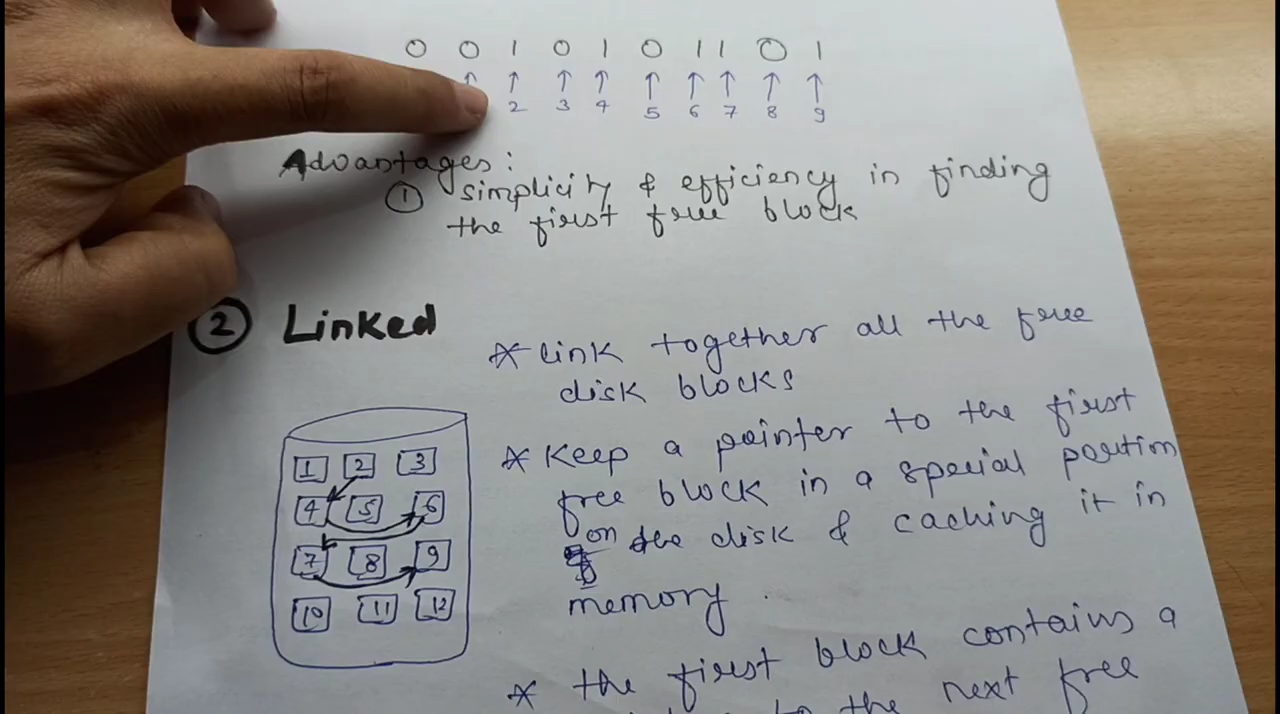 0 0 1 0 1 0 1 1 0 1
2 3 4 5 6 7 8 9
Advantages:
① simplicity & efficiency in finding
the first free block
② Linked
* link together all the free
disk blocks
* Keep a pointer to the first
free block in a special position
on the disk & caching it in
memory.
* the first block contains a
to the next free
1 2 3
4 5 6
7 8 9
10 11 12